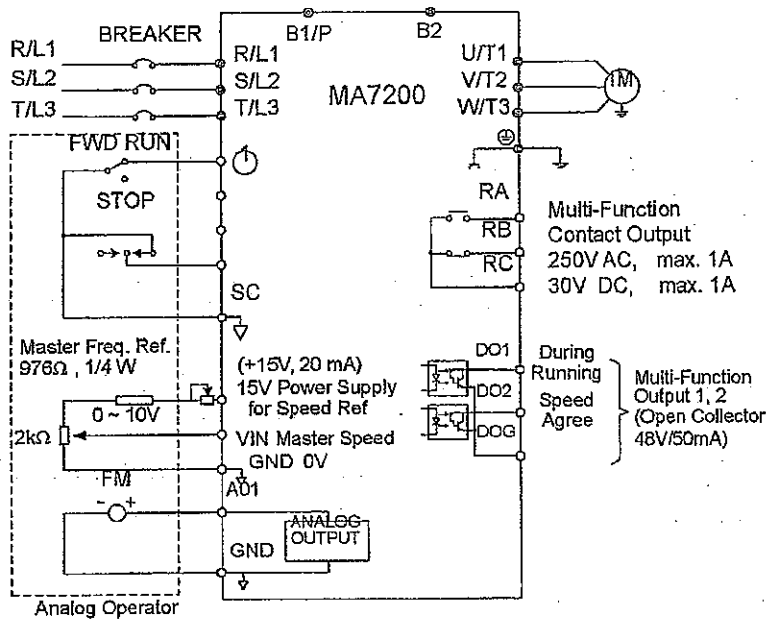 BREAKER
B1/P
B2
R/L1
S/L2
T/L3
R/L1
S/L2
T/L3
MA7200
U/T1
V/T2
W/T3
1M
FWD RUN
STOP
SC
RA
RB
RC
Multi-Function
Contact Output
250V AC, max. 1A
30V DC, max. 1A
Master Freq. Ref.
976Ω , 1/4 W
0 ~ 10V
2kΩ
(+15V, 20 mA)
15V Power Supply
for Speed Ref
VIN Master Speed
GND 0V
DO1
DO2
DOG
During
Running
Speed
Agree
Multi-Function
Output 1, 2
(Open Collector
48V/50mA)
FM
- +
A01
GND
ANALOG
OUTPUT
Analog Operator